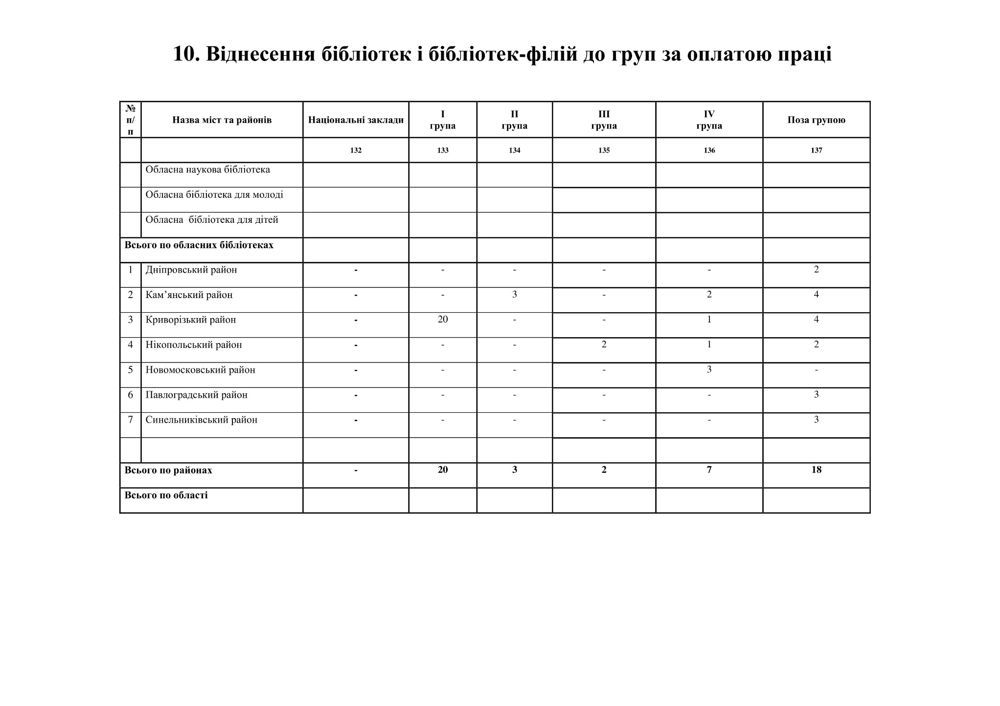 10. Віднесення бібліотек і бібліотек-філій до груп за оплатою праці
№ п/п Назва міст та районів Національні заклади І група ІІ група ІІІ група IV група Поза групою
132 133 134 135 136 137
Обласна наукова бібліотека
Обласна бібліотека для молоді
Обласна бібліотека для дітей
Всього по обласних бібліотеках
1 Дніпровський район - - - - - 2
2 Кам’янський район - - 3 - 2 4
3 Криворізький район - 20 - - 1 4
4 Нікопольський район - - - 2 1 2
5 Новомосковський район - - - - 3 -
6 Павлоградський район - - - - - 3
7 Синельниківський район - - - - - 3
Всього по районах - 20 3 2 7 18
Всього по області